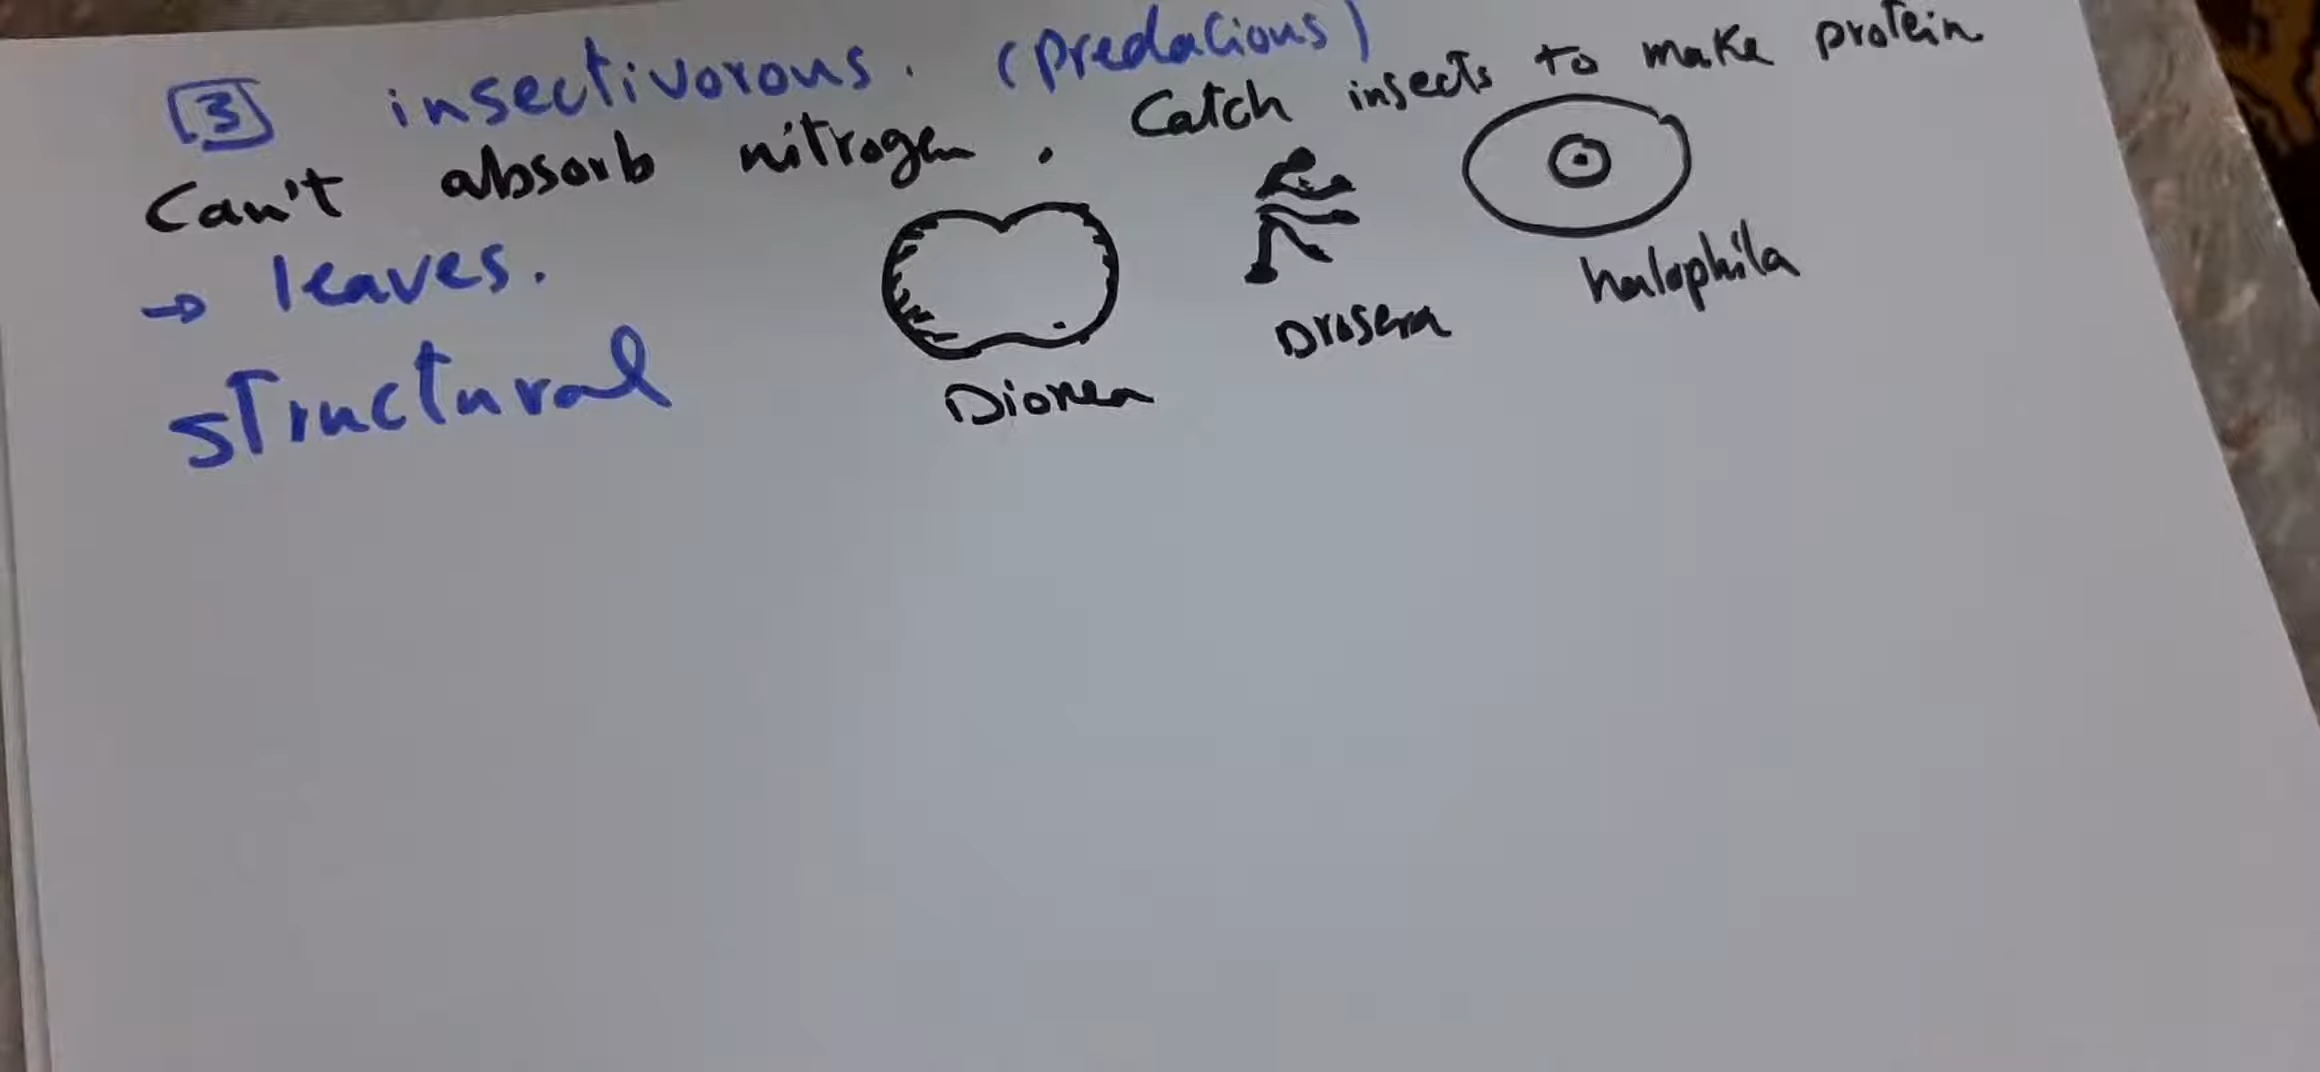 3 insectivorous. (predacious)
Can't absorb nitrogen. Catch insects to make protein
→ leaves.
structural
Dionea
Drosera
halophila